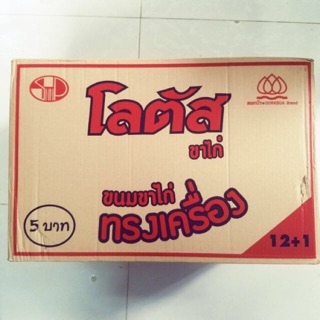 โลตัส
ขาไก่
ขนมขาไก่
ทรงเครื่อง
5 บาท
12+1